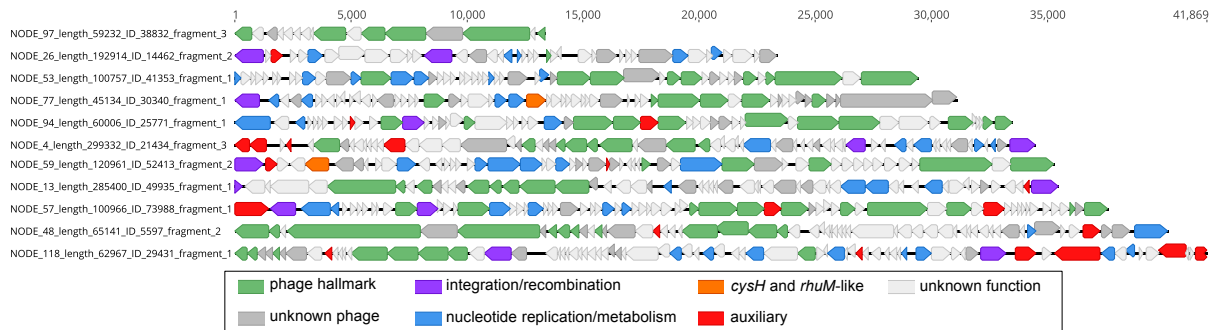 1 5,000 10,000 15,000 20,000 25,000 30,000 35,000 41,869
NODE_97_length_59232_ID_38832_fragment_3
NODE_26_length_192914_ID_14462_fragment_2
NODE_53_length_100757_ID_41353_fragment_1
NODE_77_length_45134_ID_30340_fragment_1
NODE_94_length_60006_ID_25771_fragment_1
NODE_4_length_299332_ID_21434_fragment_3
NODE_59_length_120961_ID_52413_fragment_2
NODE_13_length_285400_ID_49935_fragment_1
NODE_57_length_100966_ID_73988_fragment_1
NODE_48_length_65141_ID_5597_fragment_2
NODE_118_length_62967_ID_29431_fragment_1
phage hallmark integration/recombination cysH and rhuM-like unknown function
unknown phage nucleotide replication/metabolism auxiliary